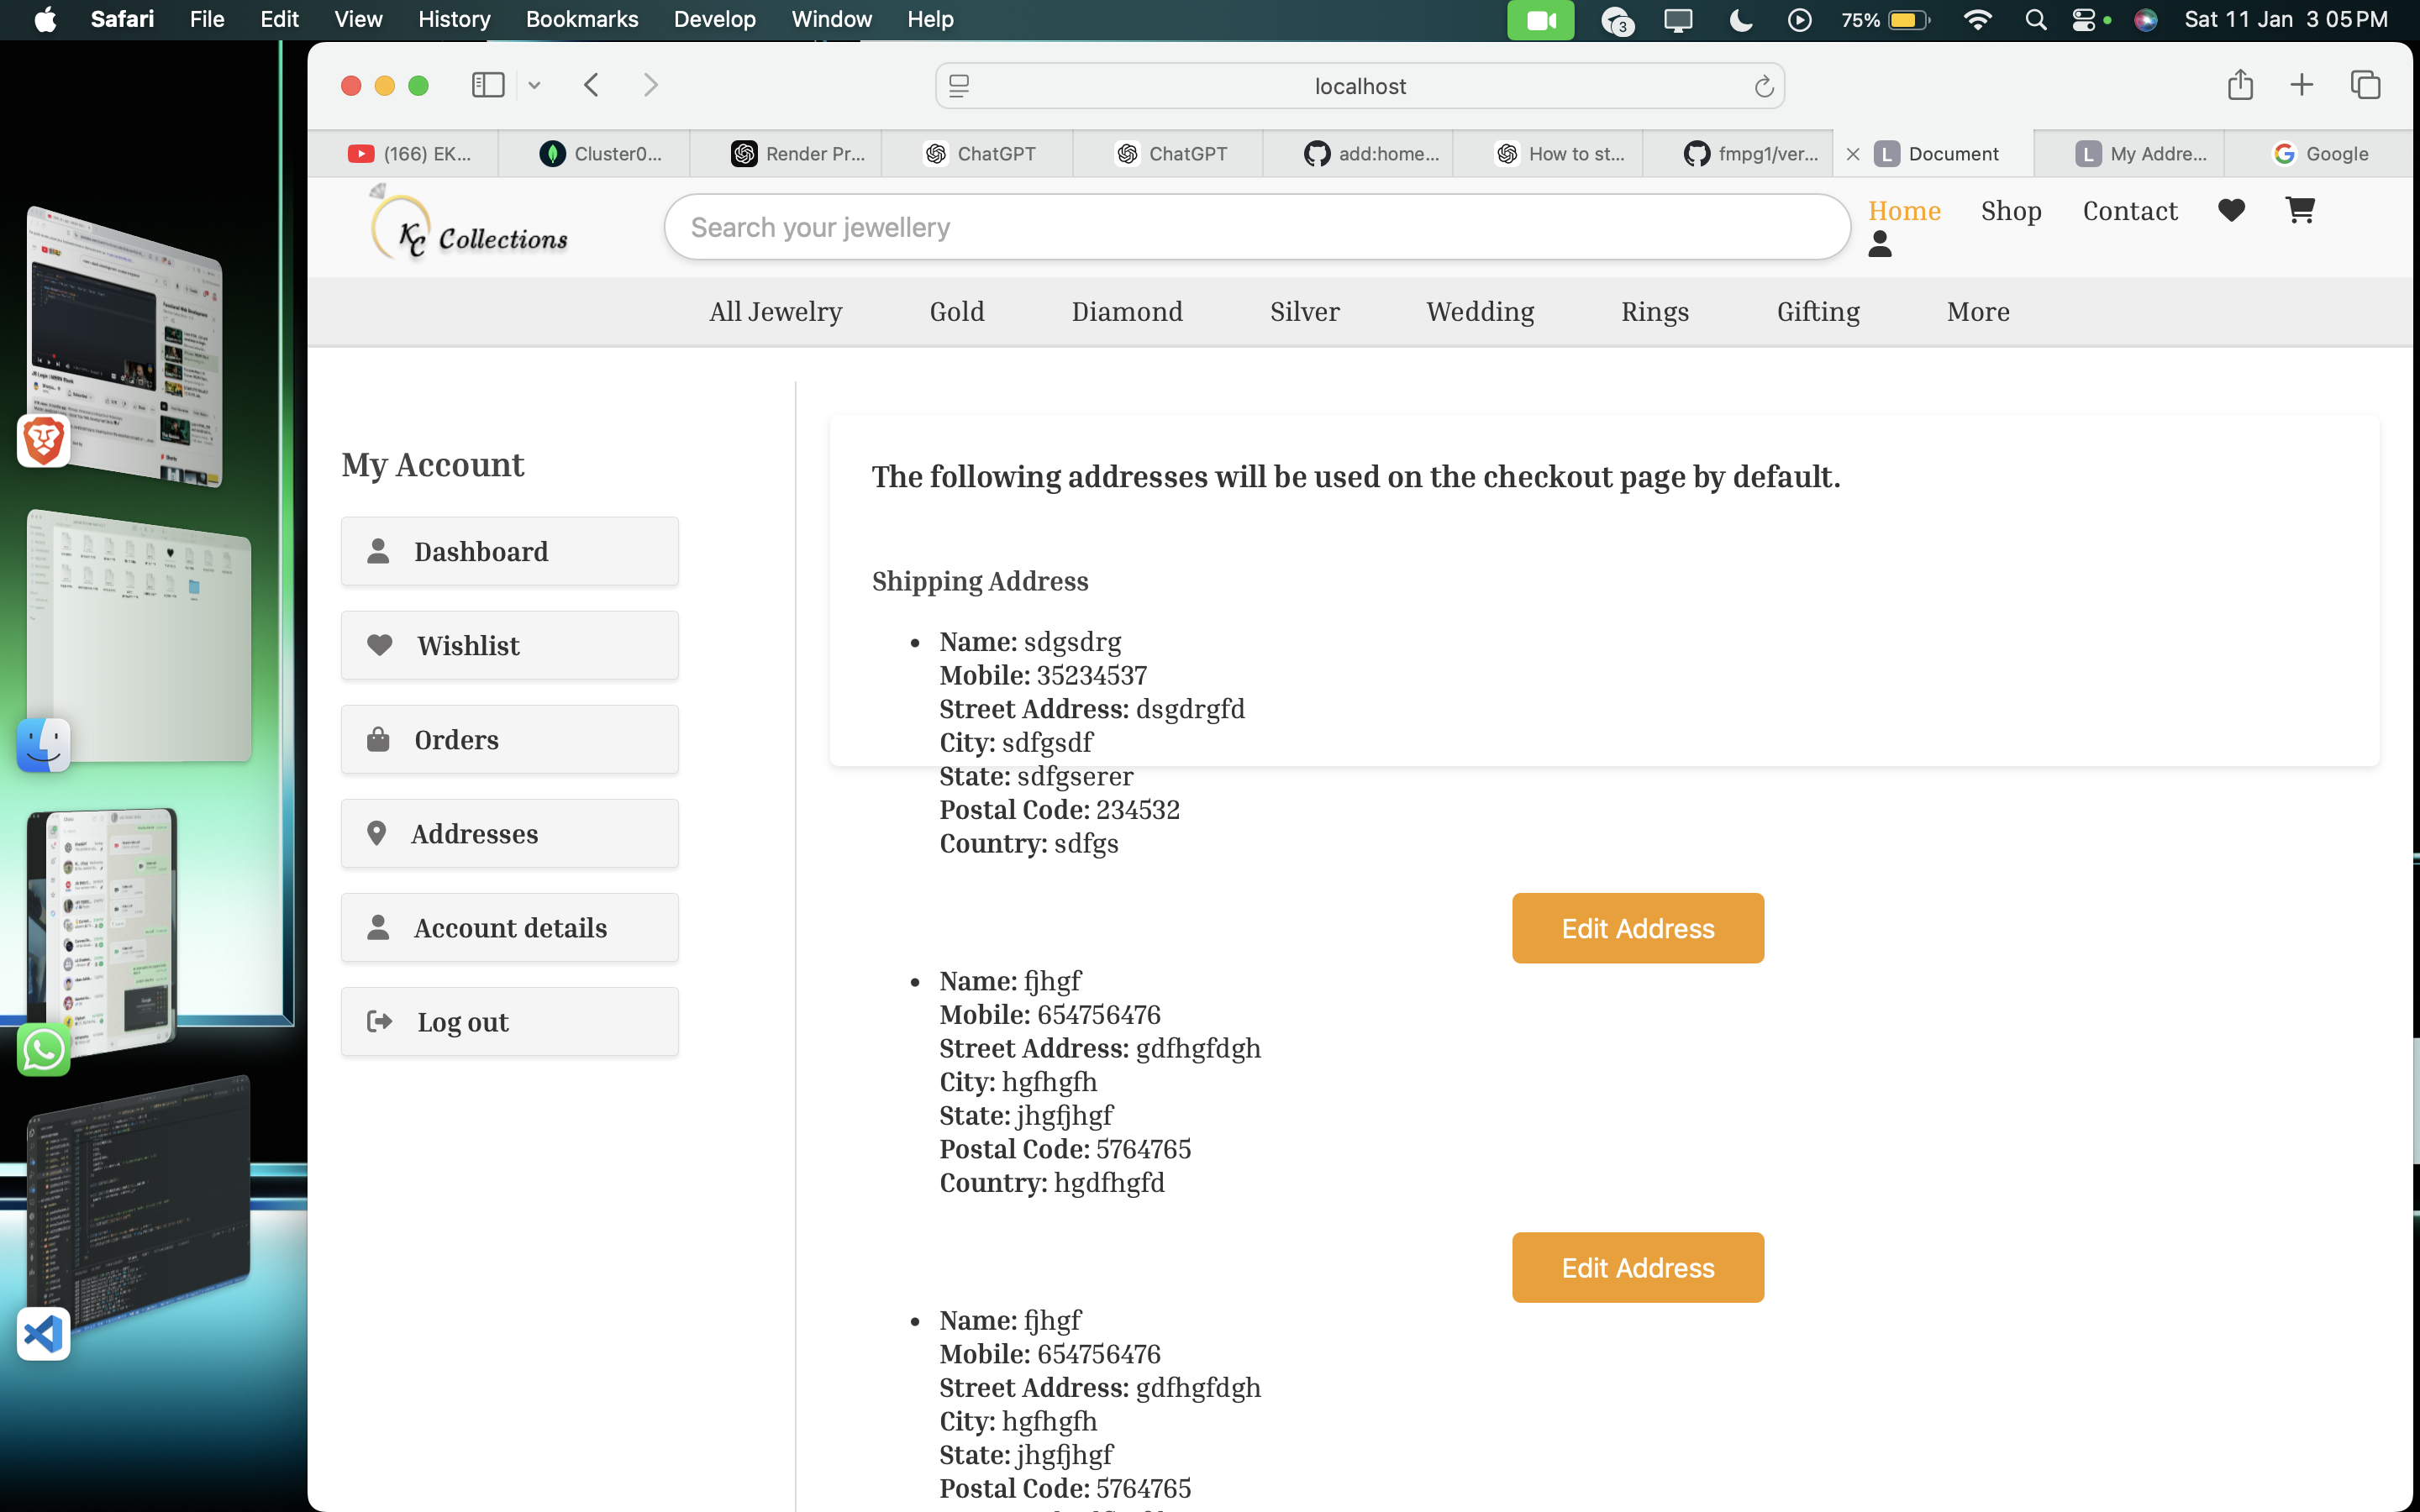 Safari File Edit View History Bookmarks Develop Window Help 3 75% Sat 11 Jan 3 05 PM
localhost
(166) EK... Cluster0... Render Pr... ChatGPT ChatGPT add:home... How to st... fmpg1/ver... L Document L My Addre... Google
KC Collections
Search your jewellery
Home Shop Contact
All Jewelry Gold Diamond Silver Wedding Rings Gifting More
My Account
Dashboard
Wishlist
Orders
Addresses
Account details
Log out
The following addresses will be used on the checkout page by default.
Shipping Address
• Name: sdgsdrg
Mobile: 35234537
Street Address: dsgdrgfd
City: sdfgsdf
State: sdfgserer
Postal Code: 234532
Country: sdfgs
Edit Address
• Name: fjhgf
Mobile: 654756476
Street Address: gdfhgfdgh
City: hgfhgfh
State: jhgfjhgf
Postal Code: 5764765
Country: hgdfhgfd
Edit Address
• Name: fjhgf
Mobile: 654756476
Street Address: gdfhgfdgh
City: hgfhgfh
State: jhgfjhgf
Postal Code: 5764765